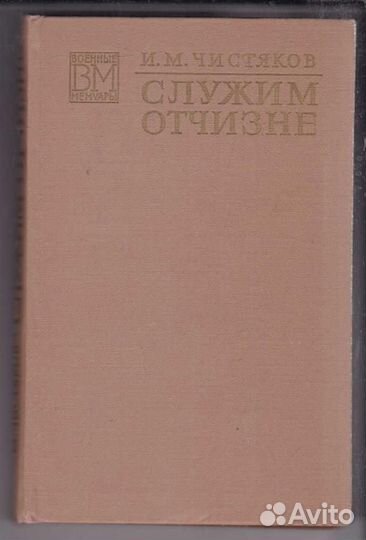 ВОЕННЫЕ
ВМ
МЕМУАРЫ
И. М. ЧИСТЯКОВ
СЛУЖИМ
ОТЧИЗНЕ
Avito